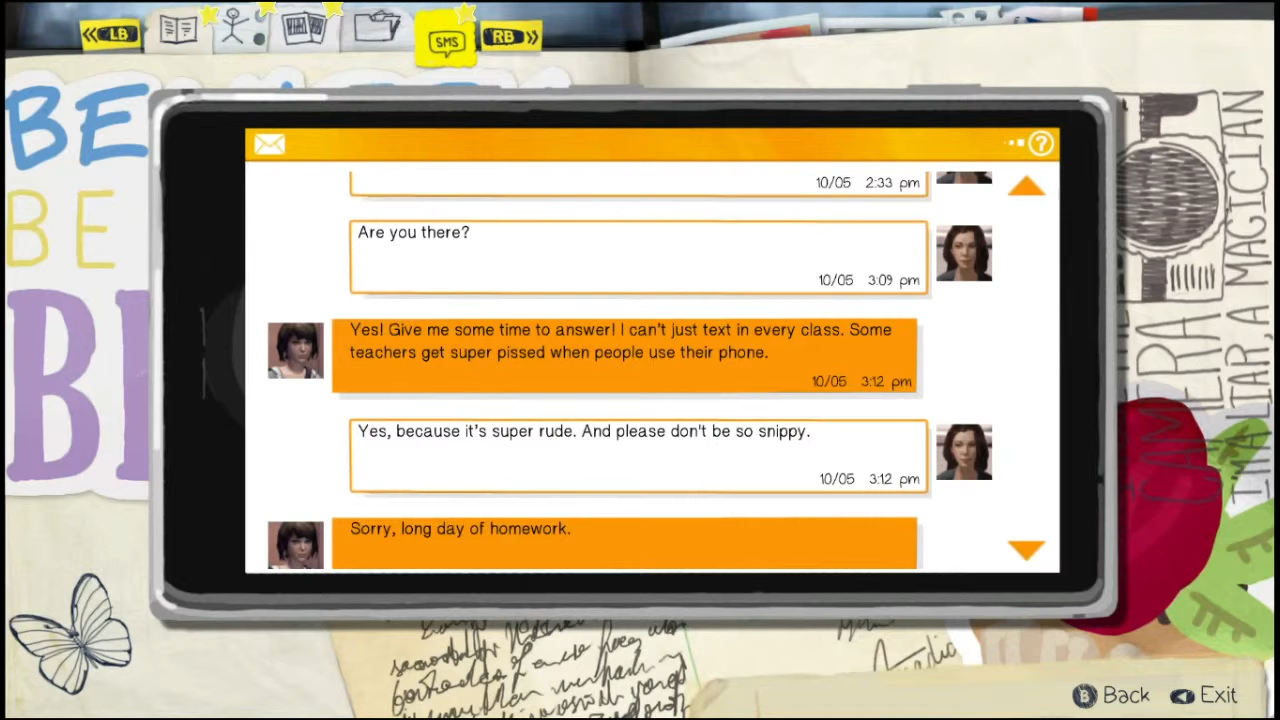 LB
SMS
RB
BE
BE
?
10/05 2:33 pm
Are you there?
10/05 3:09 pm
Yes! Give me some time to answer! I can't just text in every class. Some
teachers get super pissed when people use their phone.
10/05 3:12 pm
Yes, because it's super rude. And please don't be so snippy.
10/05 3:12 pm
Sorry, long day of homework.
CAMERA
TIAR, A MAGICIAN
B Back
Exit